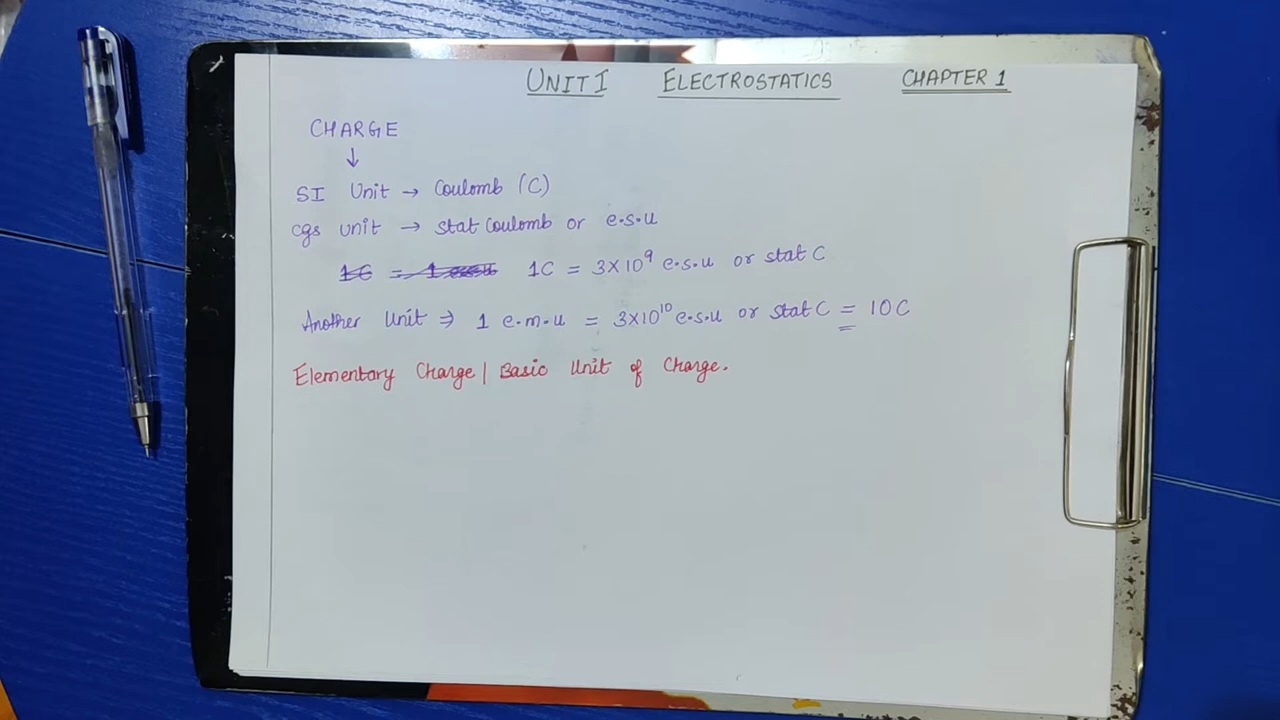 UNIT I ELECTROSTATICS CHAPTER 1
CHARGE
↓
SI Unit → Coulomb (C)
cgs unit → stat Coulomb or e.s.u
1C = 3×10⁹ e.s.u or stat C
Another Unit ⇒ 1 e.m.u = 3×10¹⁰ e.s.u or stat C = 10C
Elementary Charge | Basic Unit of Charge.